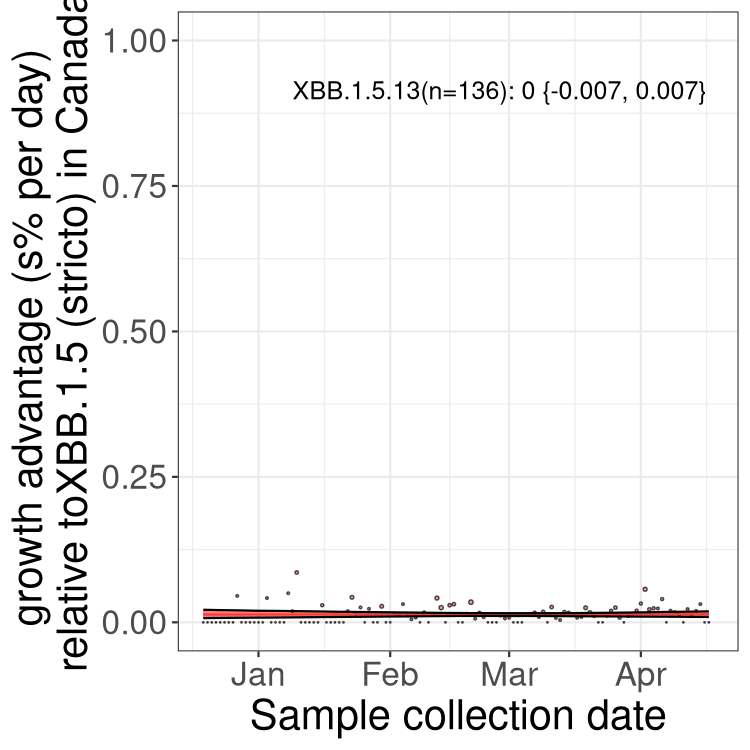 growth advantage (s% per day)
relative toXBB.1.5 (stricto) in Canada
1.00
0.75
0.50
0.25
0.00
XBB.1.5.13(n=136): 0 {-0.007, 0.007}
Jan Feb Mar Apr
Sample collection date